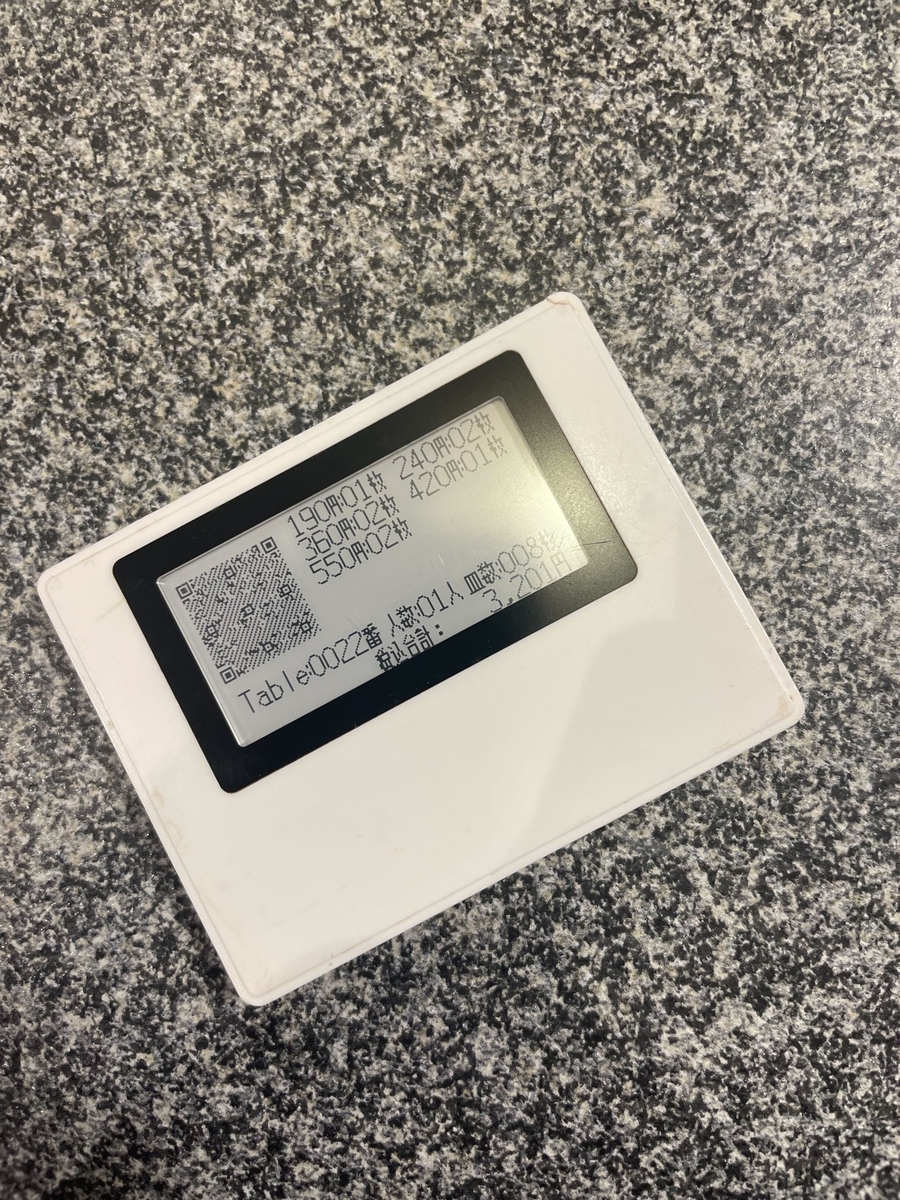 190円:01枚 240円:02枚
360円:02枚 420円:01枚
550円:02枚
Table:0022番 人数:01人 皿数:008枚
税込合計: 3,201円